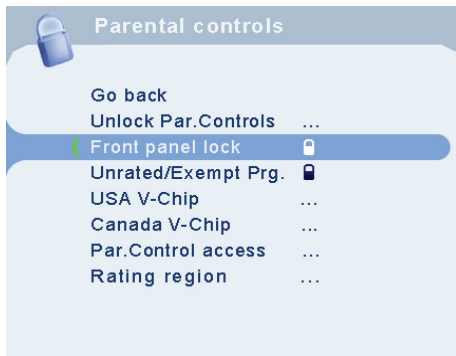 Parental controls
Go back
Unlock Par.Controls ...
Front panel lock
Unrated/Exempt Prg.
USA V-Chip ...
Canada V-Chip ...
Par.Control access ...
Rating region ...